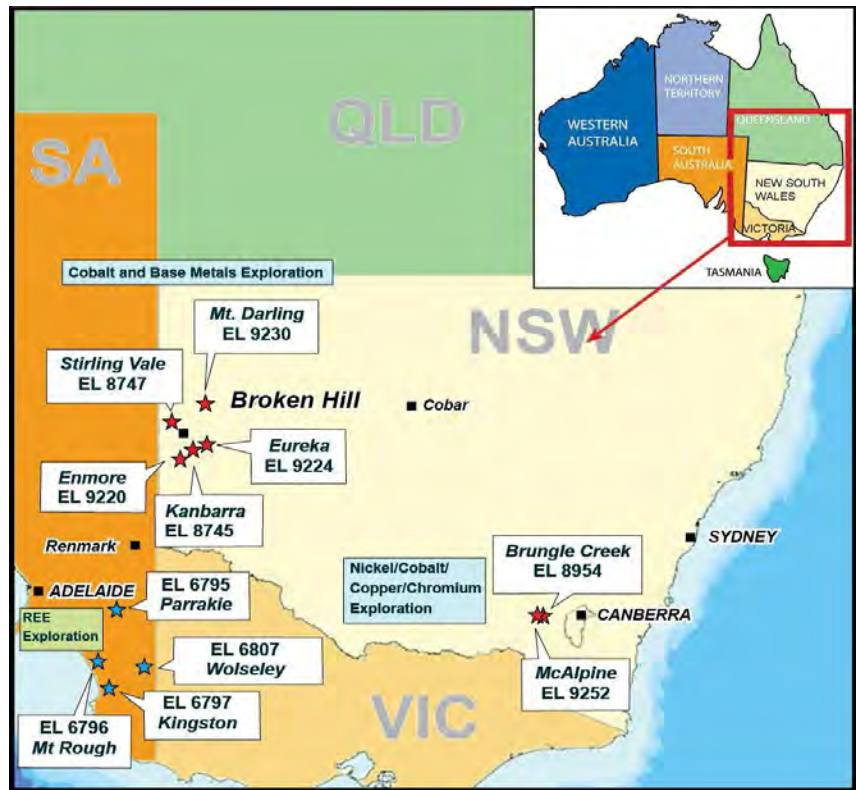 NORTHERN
TERRITORY
WESTERN
AUSTRALIA
QUEENSLAND
SOUTH
AUSTRALIA
NEW SOUTH
WALES
VICTORIA
TASMANIA
QLD
SA
Cobalt and Base Metals Exploration
Mt. Darling
EL 9230
NSW
Stirling Vale
EL 8747
Broken Hill
Cobar
Eureka
EL 9224
Enmore
EL 9220
Kanbarra
EL 8745
Renmark
SYDNEY
Brungle Creek
EL 8954
Nickel/Cobalt/
Copper/Chromium
Exploration
ADELAIDE
EL 6795
Parrakie
REE
Exploration
CANBERRA
EL 6807
Wolseley
McAlpine
EL 9252
EL 6797
Kingston
EL 6796
Mt Rough
VIC